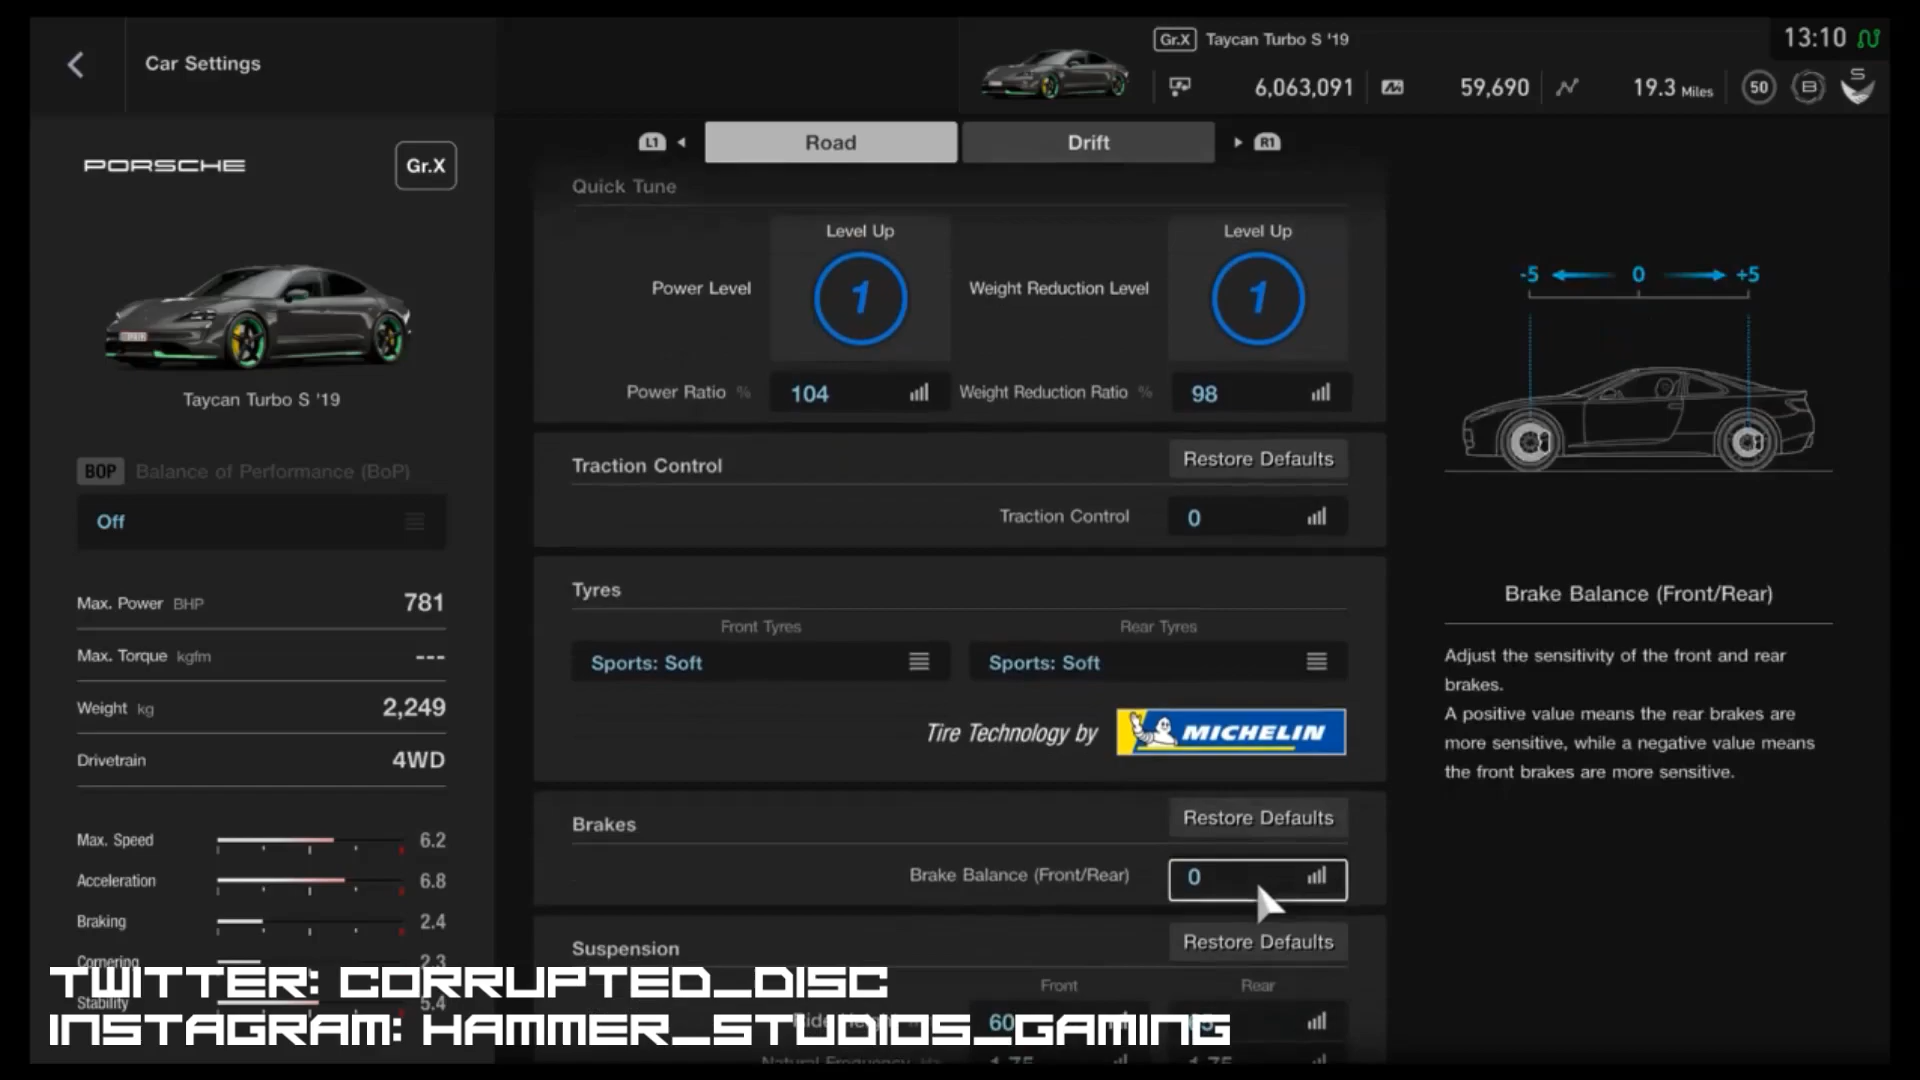 Car Settings
Gr.X Taycan Turbo S '19
13:10
6,063,091
59,690
19.3 Miles
50
B
S
L1
Road
Drift
R1
PORSCHE
Gr.X
Taycan Turbo S '19
BOP Balance of Performance (BoP)
Off
Max. Power BHP 781
Max. Torque kgfm ---
Weight kg 2,249
Drivetrain 4WD
Max. Speed 6.2
Acceleration 6.8
Braking 2.4
Cornering 2.3
Stability 5.4
Quick Tune
Level Up
Level Up
Power Level 1
Weight Reduction Level 1
Power Ratio % 104
Weight Reduction Ratio % 98
Traction Control
Restore Defaults
Traction Control 0
Tyres
Front Tyres
Rear Tyres
Sports: Soft
Sports: Soft
Tire Technology by MICHELIN
Brakes
Restore Defaults
Brake Balance (Front/Rear) 0
Suspension
Restore Defaults
Front
Rear
60
-5 0 +5
Brake Balance (Front/Rear)
Adjust the sensitivity of the front and rear
brakes.
A positive value means the rear brakes are
more sensitive, while a negative value means
the front brakes are more sensitive.
TWITTER: CORRUPTED_DISC
INSTAGRAM: HAMMER_STUDIOS_GAMING